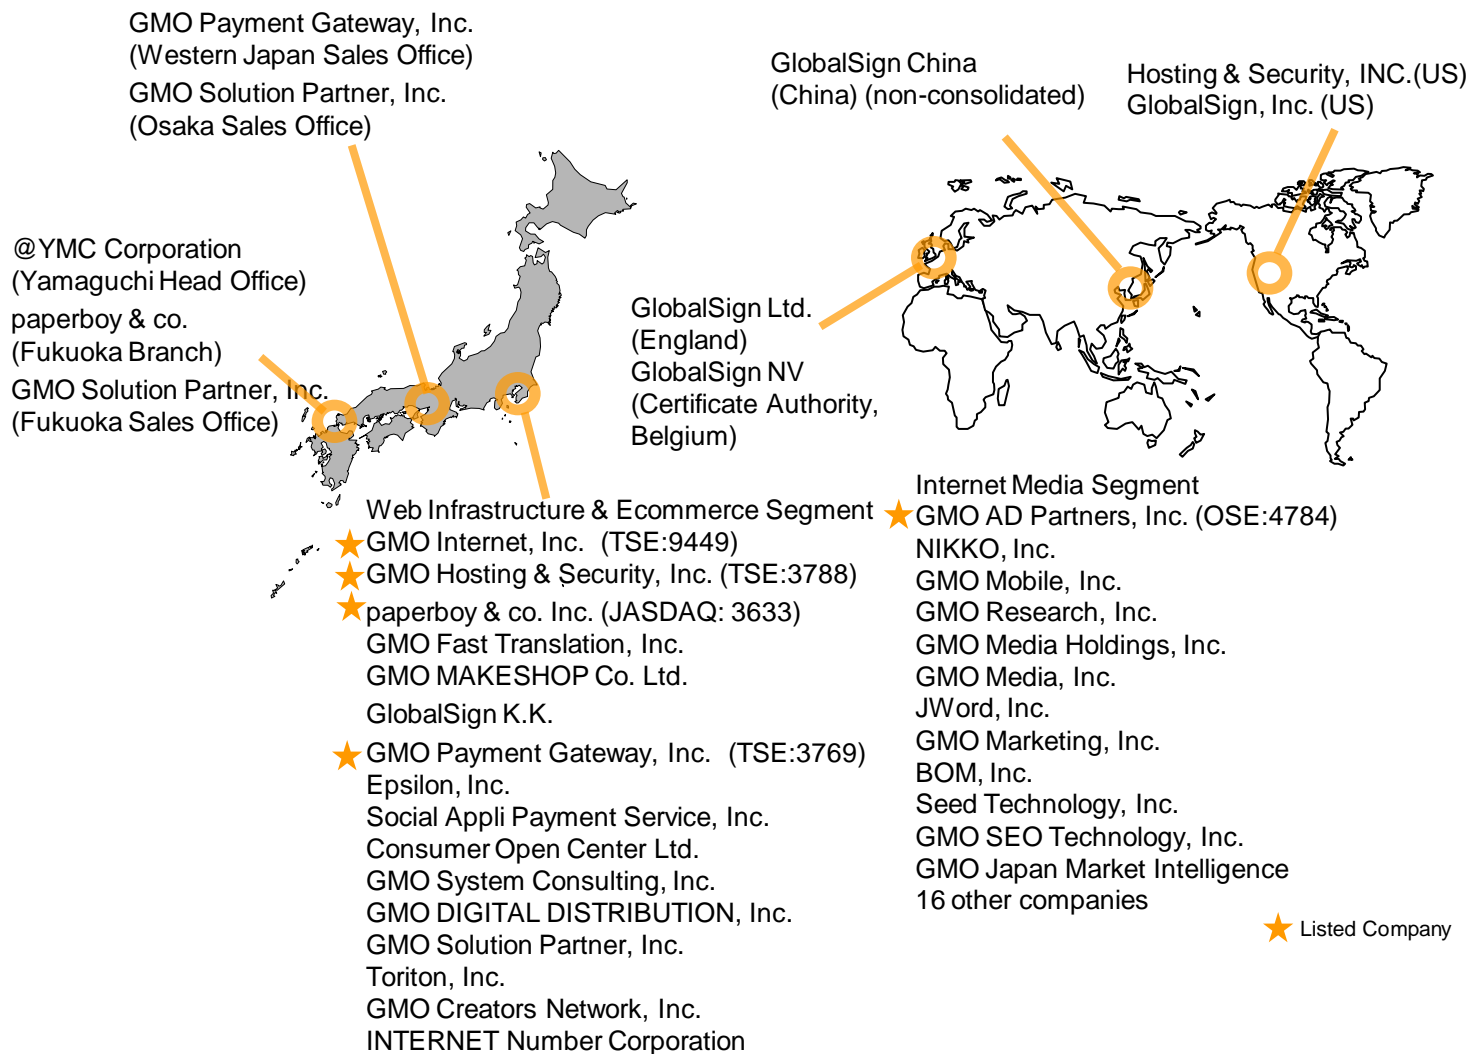 GMO Payment Gateway, Inc.
(Western Japan Sales Office)
GMO Solution Partner, Inc.
(Osaka Sales Office)
GlobalSign China
(China) (non-consolidated)
Hosting & Security, INC.(US)
GlobalSign, Inc. (US)
@YMC Corporation
(Yamaguchi Head Office)
paperboy & co.
(Fukuoka Branch)
GMO Solution Partner, Inc.
(Fukuoka Sales Office)
GlobalSign Ltd.
(England)
GlobalSign NV
(Certificate Authority,
Belgium)
Web Infrastructure & Ecommerce Segment
GMO Internet, Inc. (TSE:9449)
GMO Hosting & Security, Inc. (TSE:3788)
paperboy & co. Inc. (JASDAQ: 3633)
GMO Fast Translation, Inc.
GMO MAKESHOP Co. Ltd.
GlobalSign K.K.
GMO Payment Gateway, Inc. (TSE:3769)
Epsilon, Inc.
Social Appli Payment Service, Inc.
Consumer Open Center Ltd.
GMO System Consulting, Inc.
GMO DIGITAL DISTRIBUTION, Inc.
GMO Solution Partner, Inc.
Toriton, Inc.
GMO Creators Network, Inc.
INTERNET Number Corporation
Internet Media Segment
GMO AD Partners, Inc. (OSE:4784)
NIKKO, Inc.
GMO Mobile, Inc.
GMO Research, Inc.
GMO Media Holdings, Inc.
GMO Media, Inc.
JWord, Inc.
GMO Marketing, Inc.
BOM, Inc.
Seed Technology, Inc.
GMO SEO Technology, Inc.
GMO Japan Market Intelligence
16 other companies
Listed Company